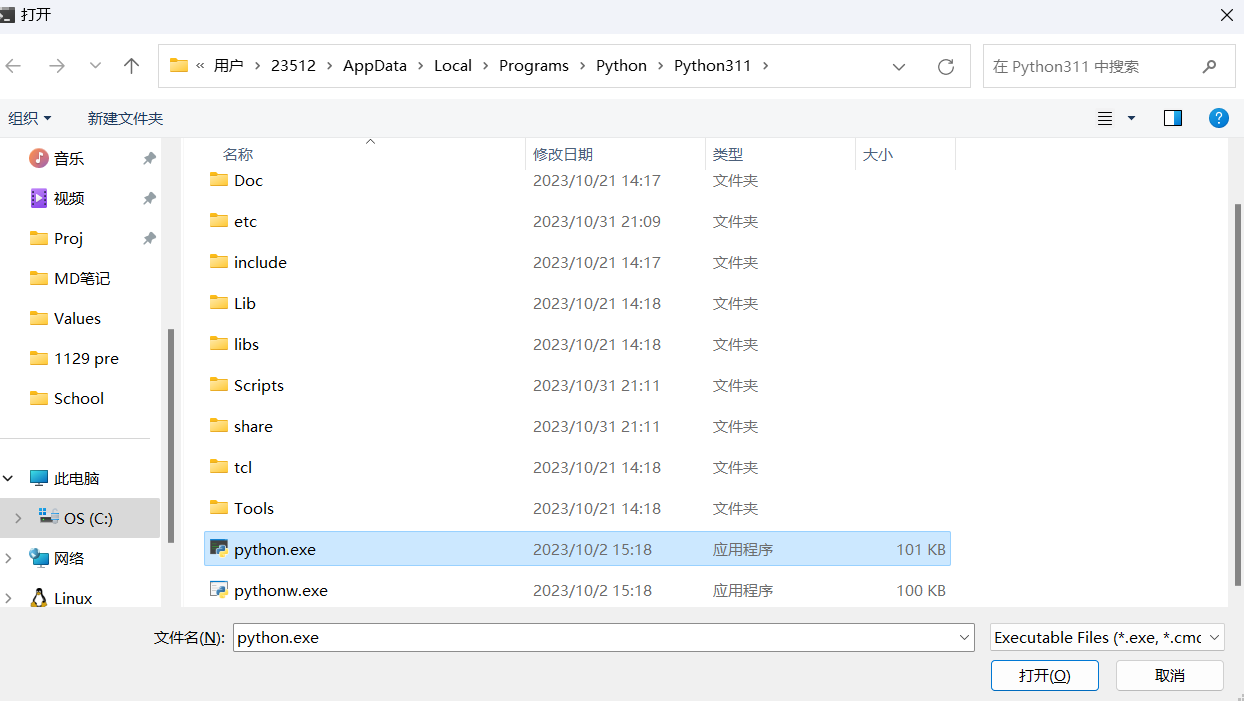 打开
« 用户 › 23512 › AppData › Local › Programs › Python › Python311 ›
在 Python311 中搜索
组织 新建文件夹
音乐
视频
Proj
MD笔记
Values
1129 pre
School
此电脑
OS (C:)
网络
Linux
名称 修改日期 类型 大小
Doc 2023/10/21 14:17 文件夹
etc 2023/10/31 21:09 文件夹
include 2023/10/21 14:17 文件夹
Lib 2023/10/21 14:18 文件夹
libs 2023/10/21 14:18 文件夹
Scripts 2023/10/31 21:11 文件夹
share 2023/10/31 21:11 文件夹
tcl 2023/10/21 14:18 文件夹
Tools 2023/10/21 14:18 文件夹
python.exe 2023/10/2 15:18 应用程序 101 KB
pythonw.exe 2023/10/2 15:18 应用程序 100 KB
文件名(N): python.exe Executable Files (*.exe, *.cmd
打开(O) 取消